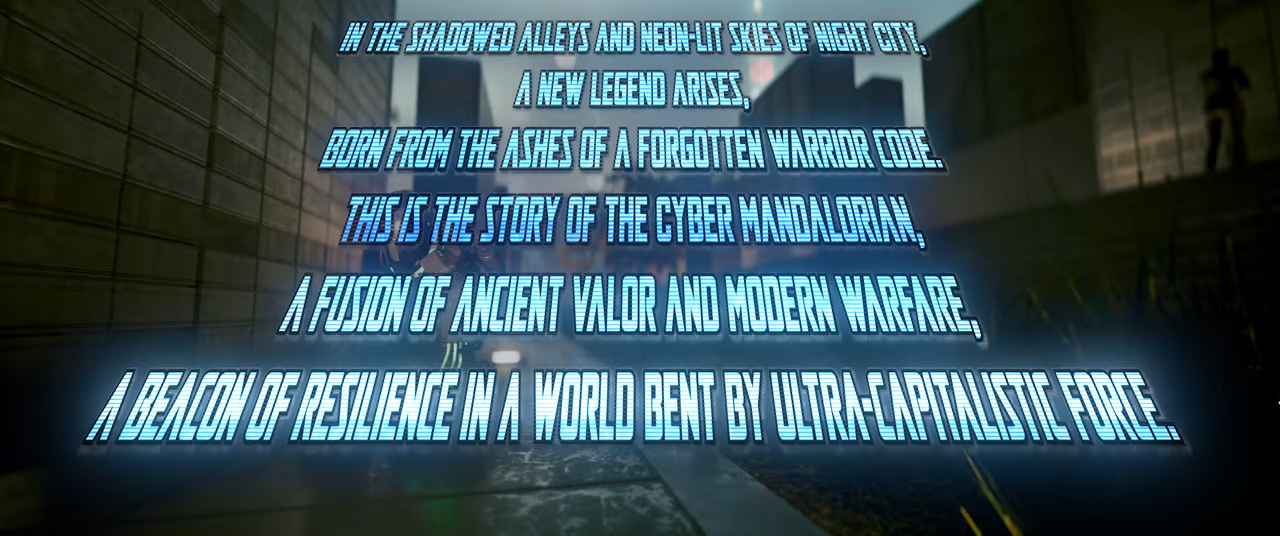 IN THE SHADOWED ALLEYS AND NEON-LIT SKIES OF NIGHT CITY,
A NEW LEGEND ARISES,
BORN FROM THE ASHES OF A FORGOTTEN WARRIOR CODE.
THIS IS THE STORY OF THE CYBER MANDALORIAN,
A FUSION OF ANCIENT VALOR AND MODERN WARFARE,
A BEACON OF RESILIENCE IN A WORLD BENT BY ULTRA-CAPITALISTIC FORCE.